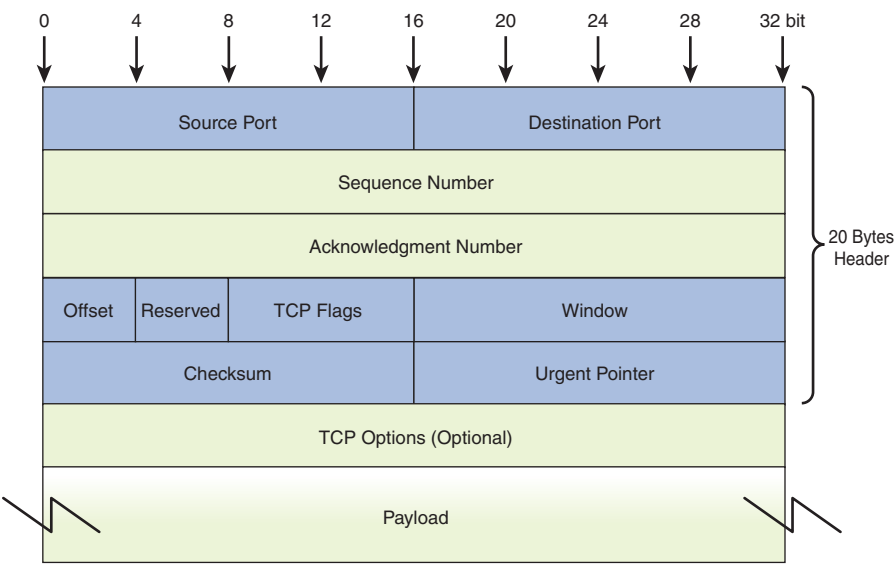 0 4 8 12 16 20 24 28 32 bit
Source Port Destination Port
Sequence Number
Acknowledgment Number
20 Bytes
Header
Offset Reserved TCP Flags Window
Checksum Urgent Pointer
TCP Options (Optional)
Payload